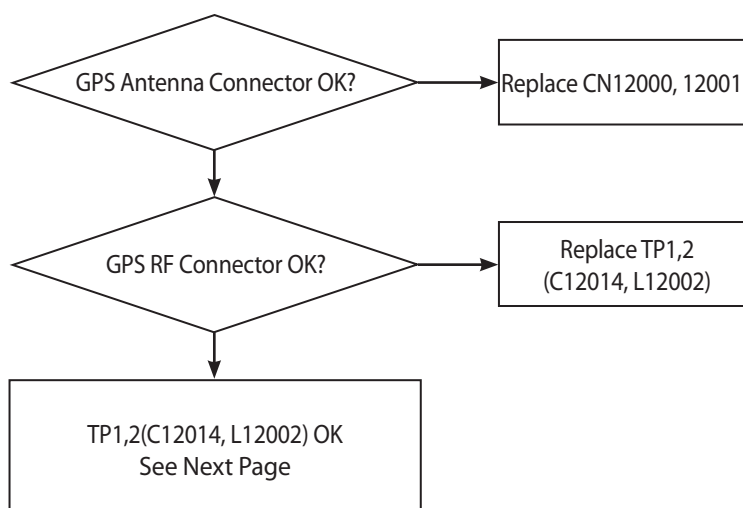 GPS Antenna Connector OK?
Replace CN12000, 12001
GPS RF Connector OK?
Replace TP1,2
(C12014, L12002)
TP1,2(C12014, L12002) OK
See Next Page